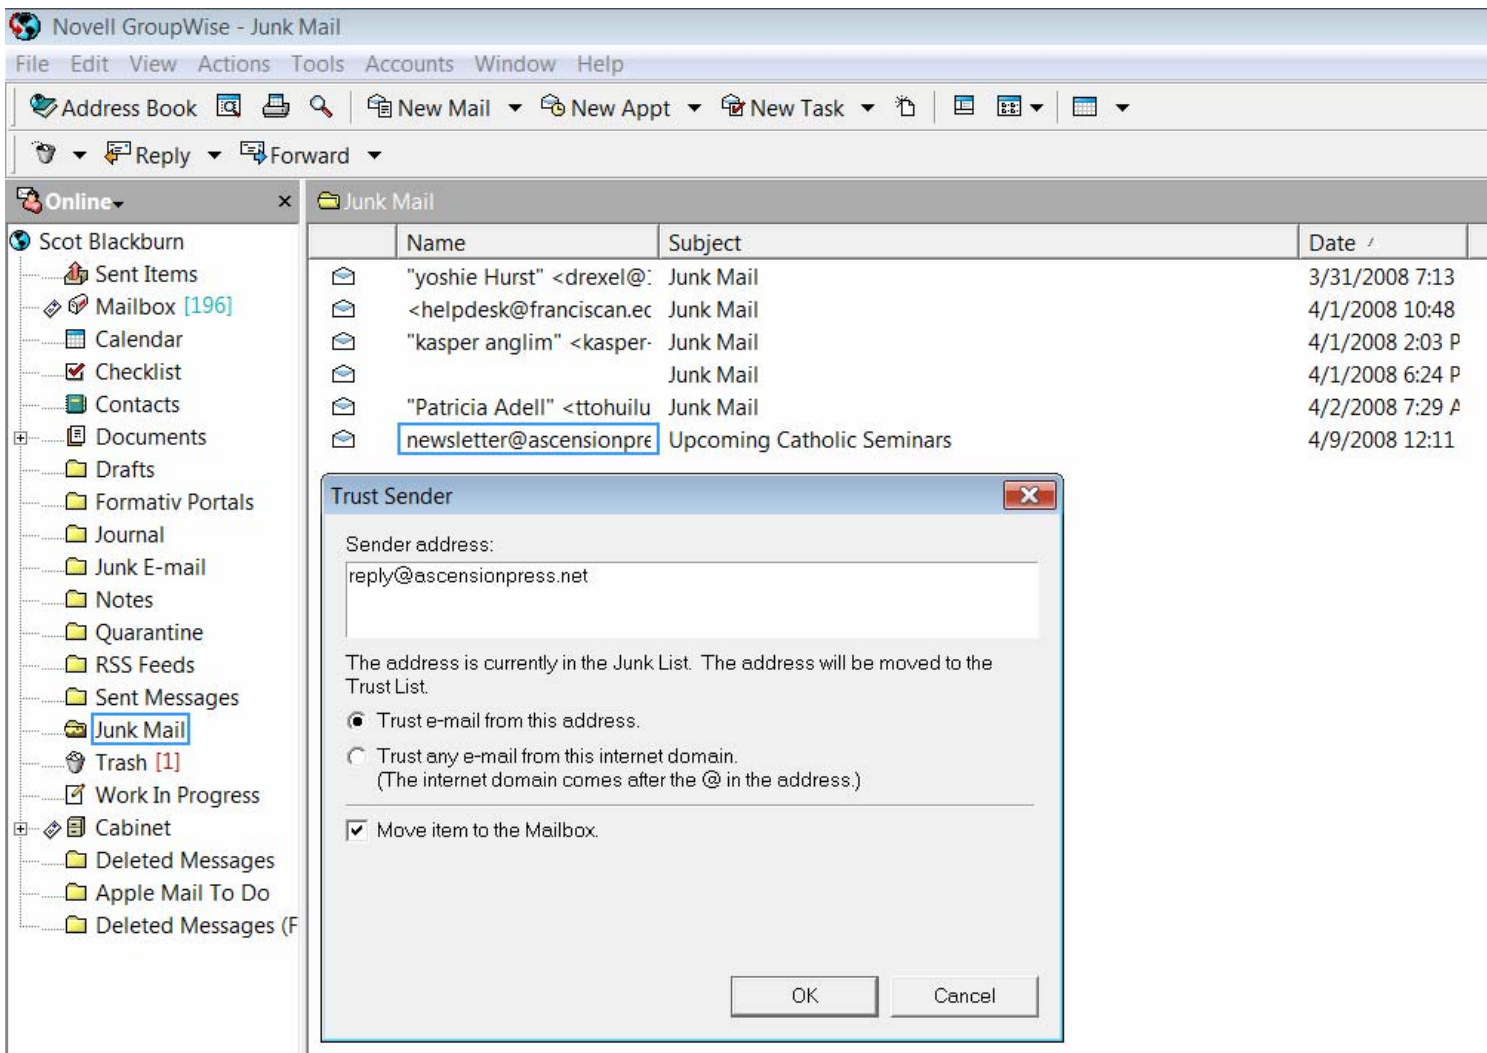 Novell GroupWise - Junk Mail
File Edit View Actions Tools Accounts Window Help
Address Book New Mail New Appt New Task
Reply Forward
Online
Junk Mail
Scot Blackburn
Sent Items
Mailbox [196]
Calendar
Checklist
Contacts
Documents
Drafts
Formativ Portals
Journal
Junk E-mail
Notes
Quarantine
RSS Feeds
Sent Messages
Junk Mail
Trash [1]
Work In Progress
Cabinet
Deleted Messages
Apple Mail To Do
Deleted Messages (F
Name Subject Date
"yoshie Hurst" <drexel@ Junk Mail 3/31/2008 7:13
<helpdesk@franciscan.ec Junk Mail 4/1/2008 10:48
"kasper anglim" <kasper- Junk Mail 4/1/2008 2:03 P
Junk Mail 4/1/2008 6:24 P
"Patricia Adell" <ttohuilu Junk Mail 4/2/2008 7:29 A
newsletter@ascensionpre Upcoming Catholic Seminars 4/9/2008 12:11
Trust Sender
Sender address:
reply@ascensionpress.net
The address is currently in the Junk List. The address will be moved to the
Trust List.
Trust e-mail from this address.
Trust any e-mail from this internet domain.
(The internet domain comes after the @ in the address.)
Move item to the Mailbox.
OK Cancel